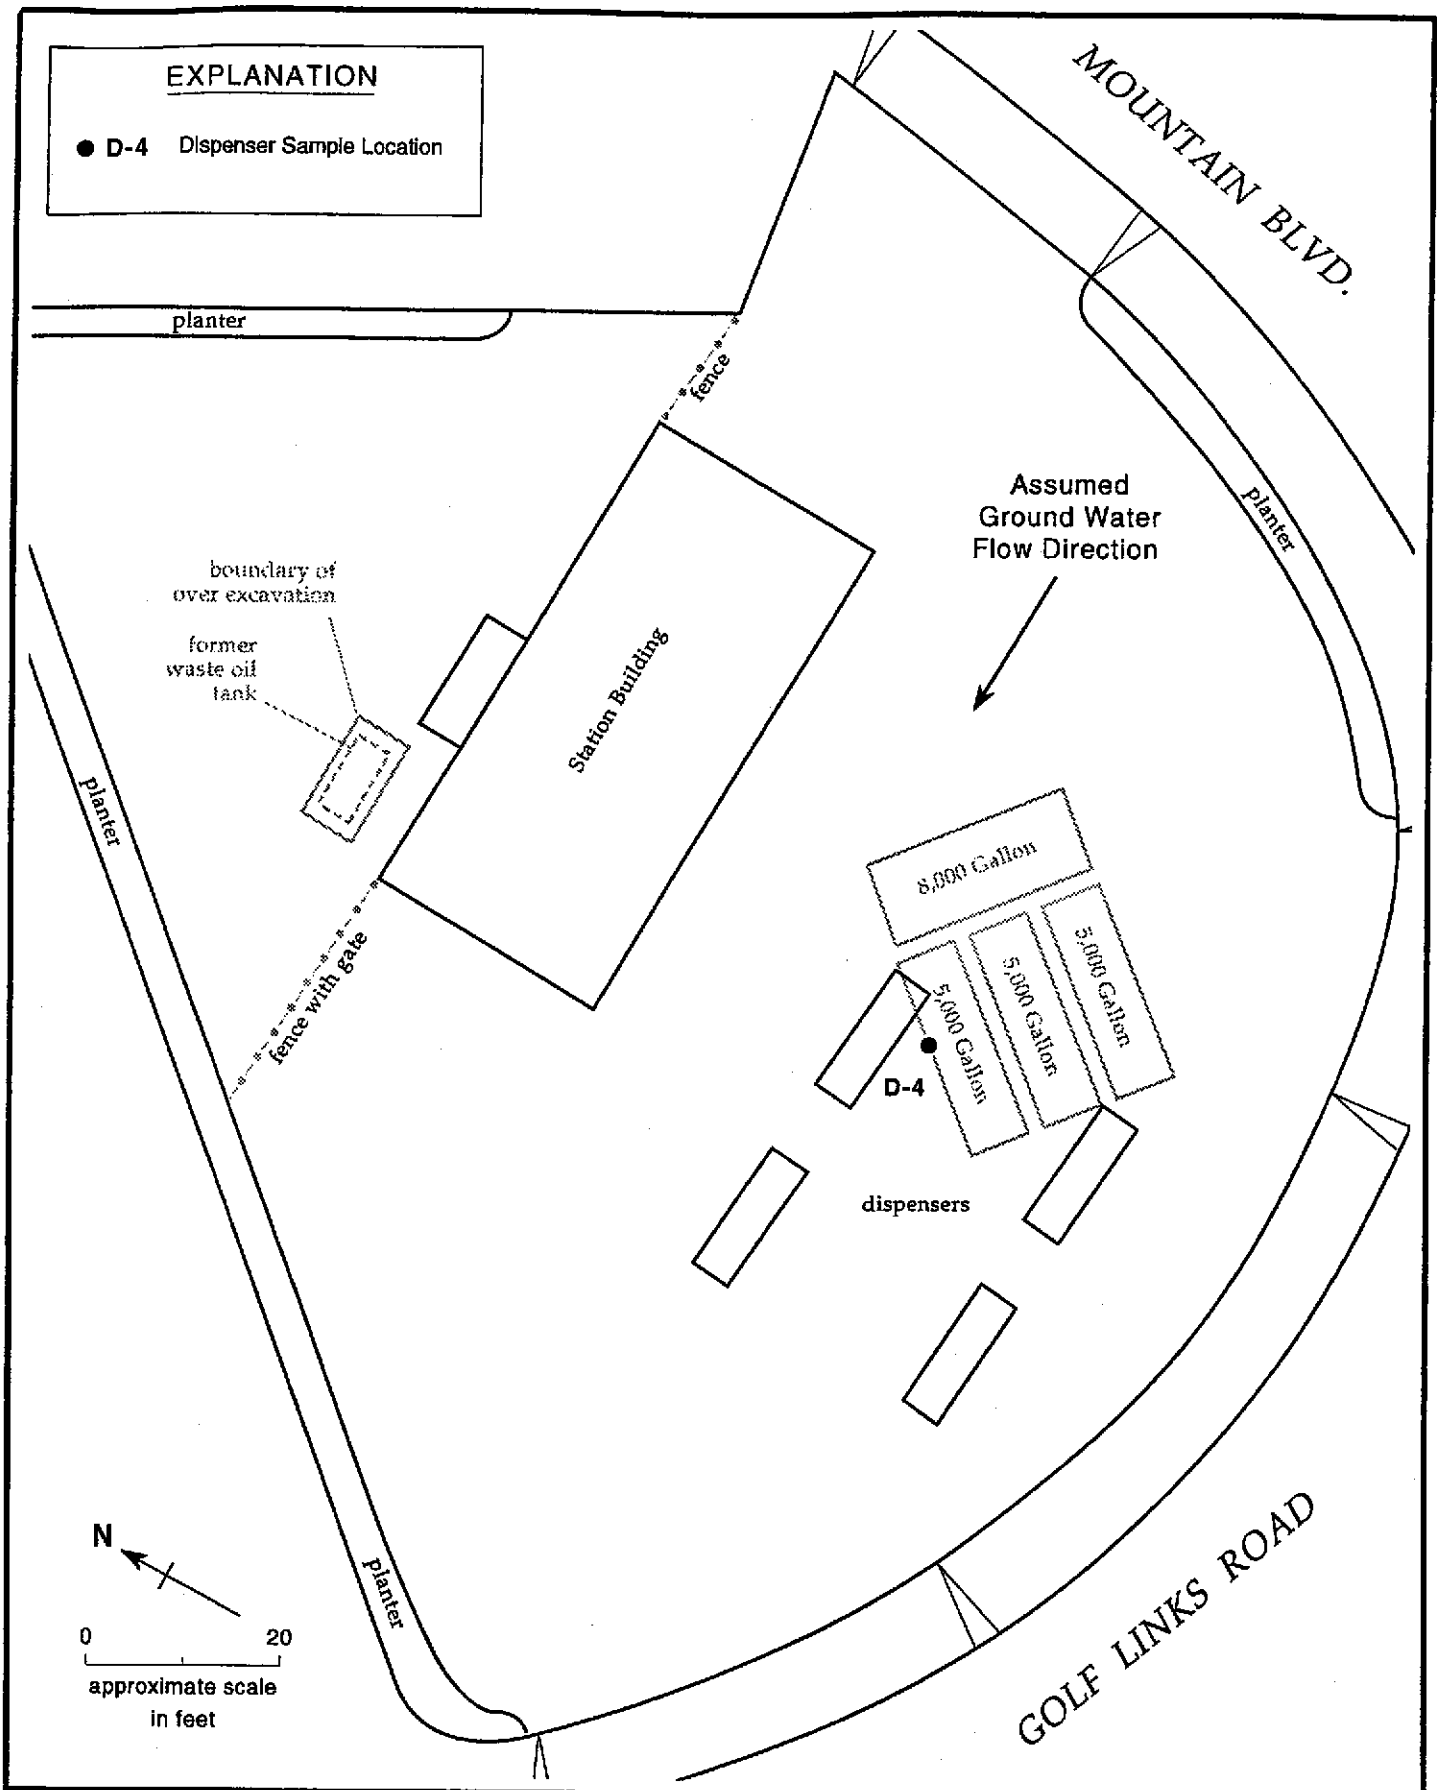 EXPLANATION
D-4 Dispenser Sample Location
MOUNTAIN BLVD.
planter
fence
planter
Assumed
Ground Water
Flow Direction
boundary of
over excavation
former
waste oil
tank
Station Building
planter
8,000 Gallon
5,000 Gallon
5,000 Gallon
5,000 Gallon
fence with gate
D-4
dispensers
N
planter
0 20
approximate scale
in feet
GOLF LINKS ROAD